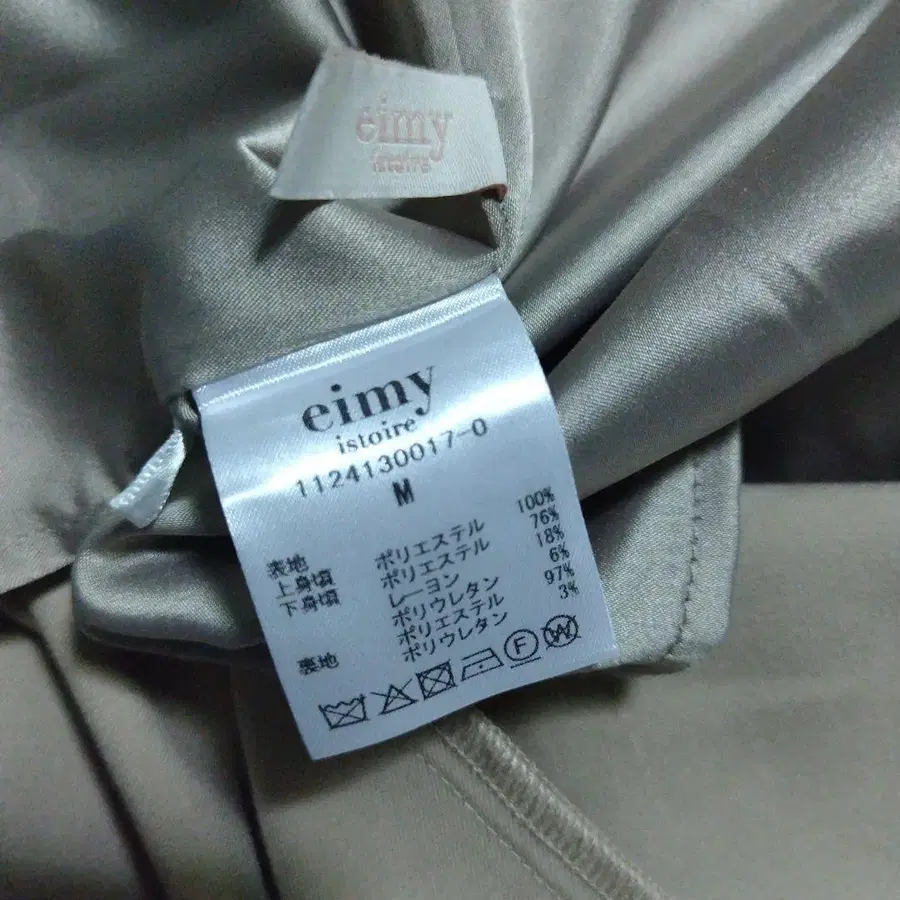 eimy
istoire
eimy
istoire
1124130017-0
M
表地
上身頃 ポリエステル 100%
下身頃 ポリエステル 76%
レーヨン 18%
ポリウレタン 6%
裏地 ポリエステル 97%
ポリウレタン 3%
F
W